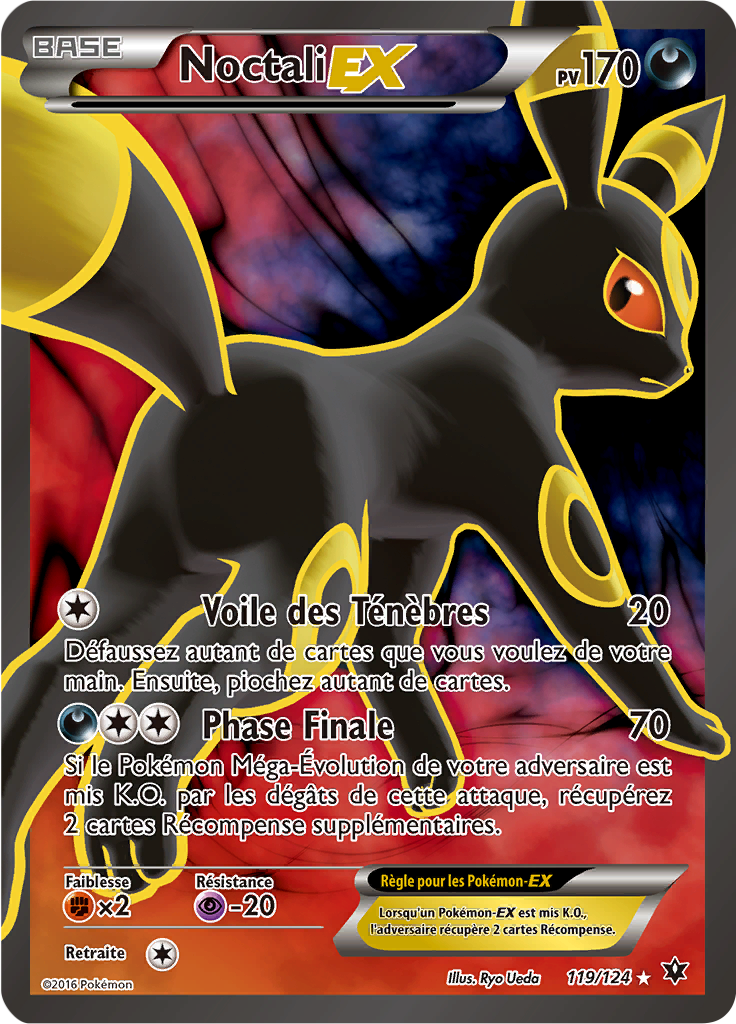 BASE NoctaliEX PV170
Voile des Ténèbres 20
Défaussez autant de cartes que vous voulez de votre
main. Ensuite, piochez autant de cartes.
Phase Finale 70
Si le Pokémon Méga-Évolution de votre adversaire est
mis K.O. par les dégâts de cette attaque, récupérez
2 cartes Récompense supplémentaires.
Faiblesse Résistance
×2 -20
Retraite
Règle pour les Pokémon-EX
Lorsqu'un Pokémon-EX est mis K.O.,
l'adversaire récupère 2 cartes Récompense.
©2016 Pokémon Illus. Ryo Ueda 119/124 ★